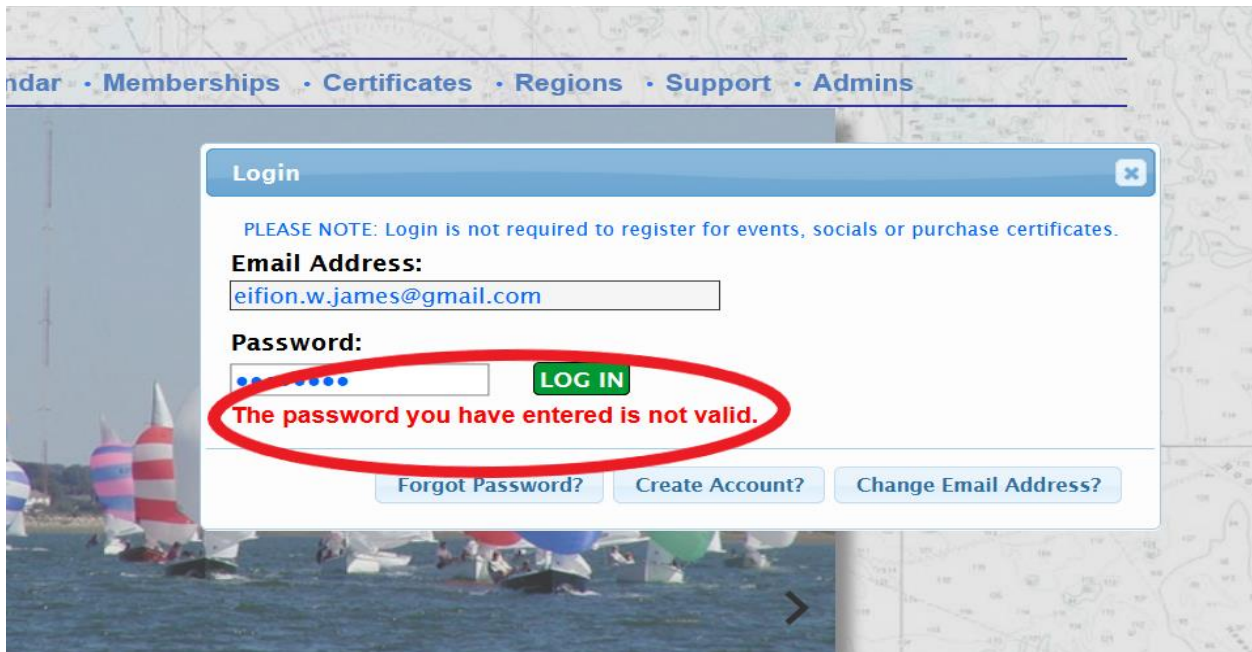 ndar · Memberships · Certificates · Regions · Support · Admins
Login
PLEASE NOTE: Login is not required to register for events, socials or purchase certificates.
Email Address:
eifion.w.james@gmail.com
Password:
LOG IN
The password you have entered is not valid.
Forgot Password? Create Account? Change Email Address?